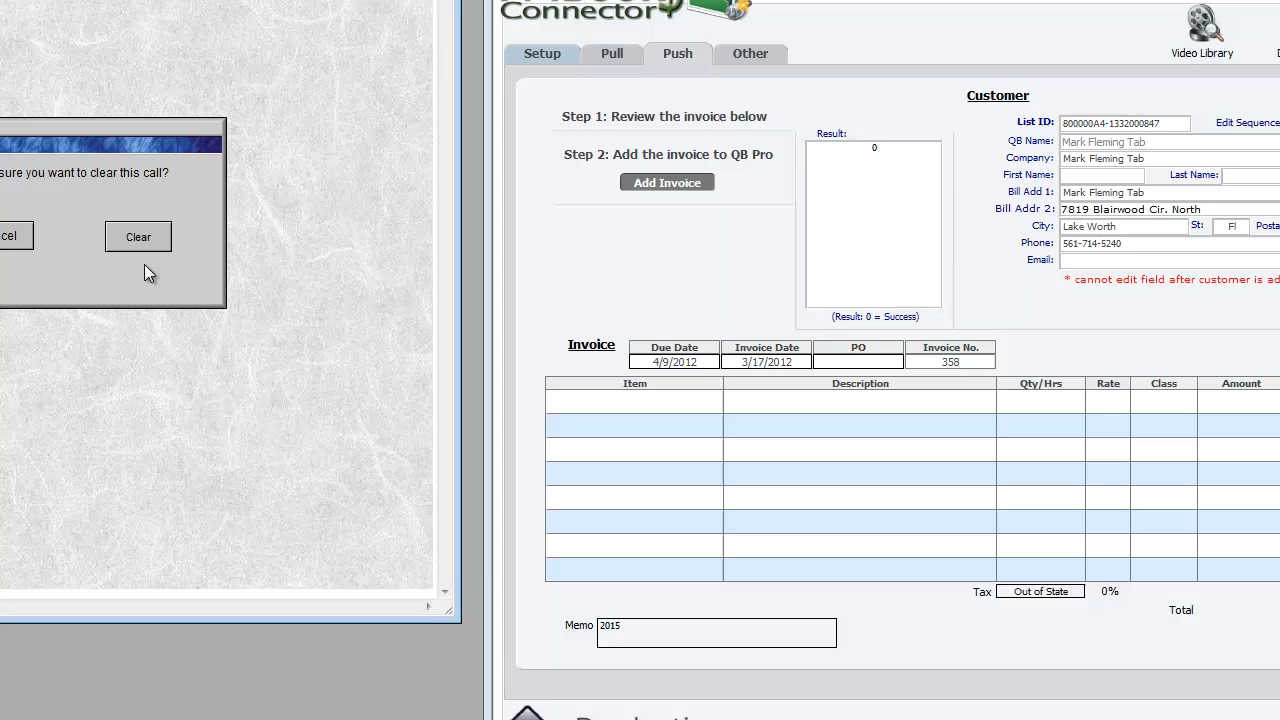 Connector
Video Library
Setup
Pull
Push
Other
Customer
Step 1: Review the invoice below
Step 2: Add the invoice to QB Pro
Add Invoice
Result:
0
(Result: 0 = Success)
List ID: 800000A4-1332000847 Edit Sequence
QB Name: Mark Fleming Tab
Company: Mark Fleming Tab
First Name: Last Name:
Bill Add 1: Mark Fleming Tab
Bill Addr 2: 7819 Blairwood Cir. North
City: Lake Worth St: Fl Posta
Phone: 561-714-5240
Email:
* cannot edit field after customer is ad
sure you want to clear this call?
cel
Clear
Invoice
Due Date Invoice Date PO Invoice No.
4/9/2012 3/17/2012 358
Item Description Qty/Hrs Rate Class Amount
Tax Out of State 0%
Total
Memo 2015